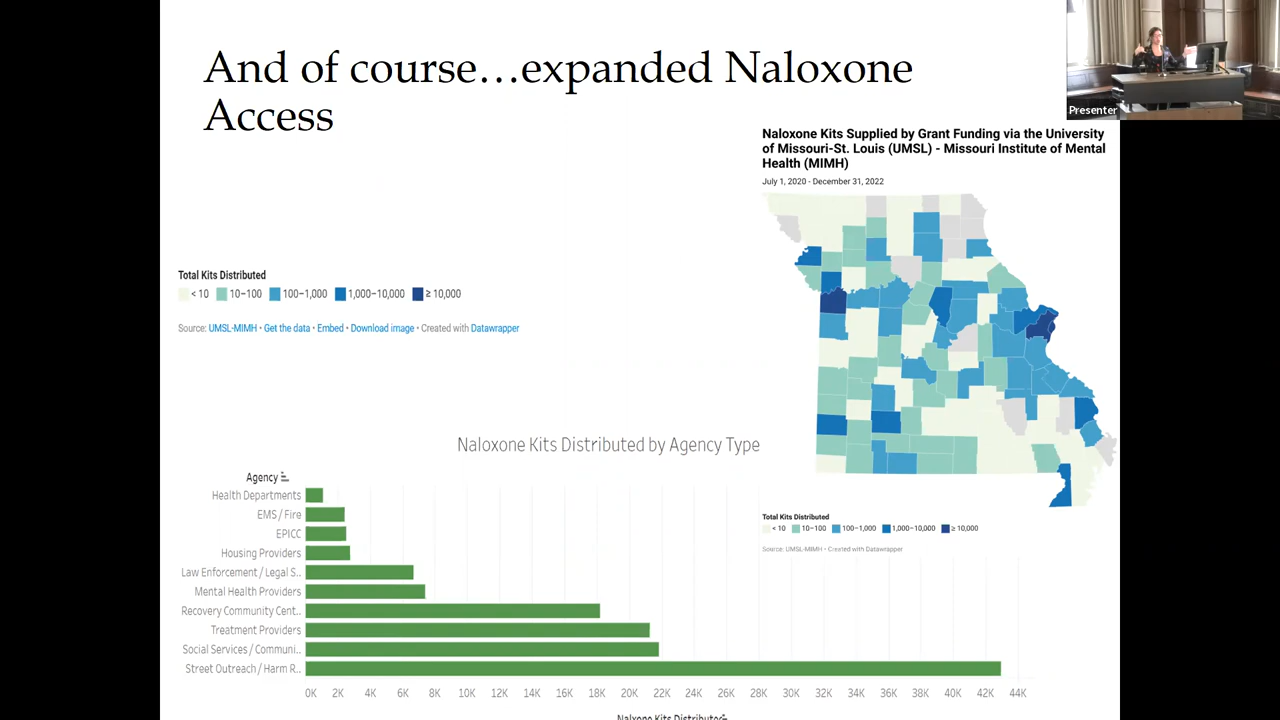 And of course…expanded Naloxone
Access
Presenter
Naloxone Kits Supplied by Grant Funding via the University
of Missouri-St. Louis (UMSL) - Missouri Institute of Mental
Health (MIMH)
July 1, 2020 - December 31, 2022
Total Kits Distributed
< 10 10–100 100–1,000 1,000–10,000 ≥ 10,000
Source: UMSL-MIMH • Get the data • Embed • Download image • Created with Datawrapper
Naloxone Kits Distributed by Agency Type
Agency
Health Departments
EMS / Fire
EPICC
Housing Providers
Law Enforcement / Legal S..
Mental Health Providers
Recovery Community Cent..
Treatment Providers
Social Services / Communi..
Street Outreach / Harm R..
0K 2K 4K 6K 8K 10K 12K 14K 16K 18K 20K 22K 24K 26K 28K 30K 32K 34K 36K 38K 40K 42K 44K
Naloxone Kits Distributed
Total Kits Distributed
< 10 10–100 100–1,000 1,000–10,000 ≥ 10,000
Source: UMSL-MIMH • Created with Datawrapper